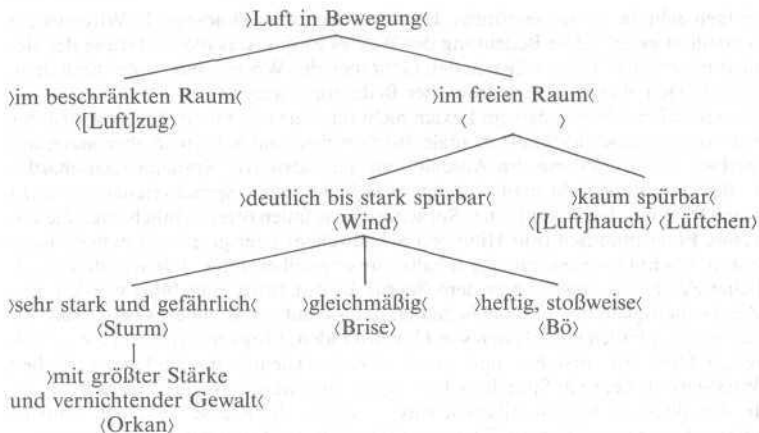 ⟩Luft in Bewegung⟨
⟩im beschränkten Raum⟨ ⟩im freien Raum⟨
⟨[Luft]zug⟩ ⟨ ⟩
⟩deutlich bis stark spürbar⟨ ⟩kaum spürbar⟨
⟨Wind⟩ ⟨[Luft]hauch⟩ ⟨Lüftchen⟩
⟩sehr stark und gefährlich⟨ ⟩gleichmäßig⟨ ⟩heftig, stoßweise⟨
⟨Sturm⟩ ⟨Brise⟩ ⟨Bö⟩
⟩mit größter Stärke
und vernichtender Gewalt⟨
⟨Orkan⟩